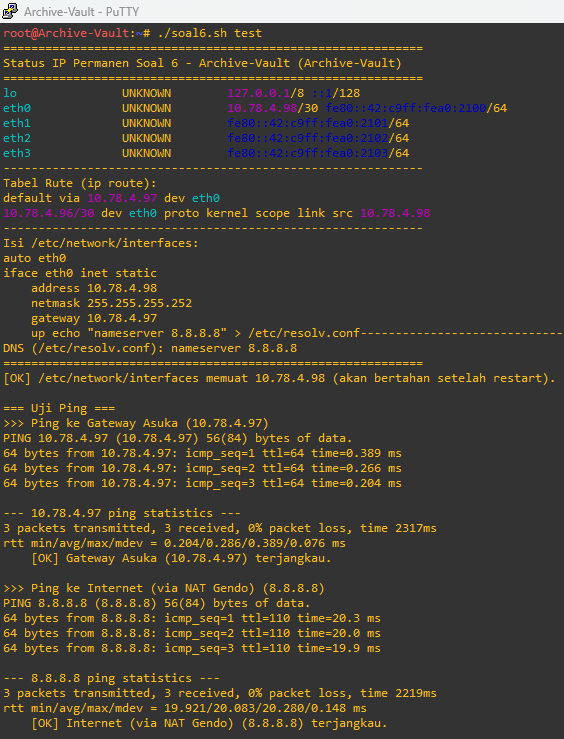 Archive-Vault - PuTTY
root@Archive-Vault:~# ./soal6.sh test
============================================================
Status IP Permanen Soal 6 - Archive-Vault (Archive-Vault)
============================================================
lo               UNKNOWN        127.0.0.1/8 ::1/128
eth0             UNKNOWN        10.78.4.98/30 fe80::42:c9ff:fea0:2100/64
eth1             UNKNOWN        fe80::42:c9ff:fea0:2101/64
eth2             UNKNOWN        fe80::42:c9ff:fea0:2102/64
eth3             UNKNOWN        fe80::42:c9ff:fea0:2103/64
------------------------------------------------------------
Tabel Rute (ip route):
default via 10.78.4.97 dev eth0
10.78.4.96/30 dev eth0 proto kernel scope link src 10.78.4.98
------------------------------------------------------------
Isi /etc/network/interfaces:
auto eth0
iface eth0 inet static
    address 10.78.4.98
    netmask 255.255.255.252
    gateway 10.78.4.97
    up echo "nameserver 8.8.8.8" > /etc/resolv.conf-----------------------------
DNS (/etc/resolv.conf): nameserver 8.8.8.8
============================================================
[OK] /etc/network/interfaces memuat 10.78.4.98 (akan bertahan setelah restart).

=== Uji Ping ===
>>> Ping ke Gateway Asuka (10.78.4.97)
PING 10.78.4.97 (10.78.4.97) 56(84) bytes of data.
64 bytes from 10.78.4.97: icmp_seq=1 ttl=64 time=0.389 ms
64 bytes from 10.78.4.97: icmp_seq=2 ttl=64 time=0.266 ms
64 bytes from 10.78.4.97: icmp_seq=3 ttl=64 time=0.204 ms

--- 10.78.4.97 ping statistics ---
3 packets transmitted, 3 received, 0% packet loss, time 2317ms
rtt min/avg/max/mdev = 0.204/0.286/0.389/0.076 ms
    [OK] Gateway Asuka (10.78.4.97) terjangkau.

>>> Ping ke Internet (via NAT Gendo) (8.8.8.8)
PING 8.8.8.8 (8.8.8.8) 56(84) bytes of data.
64 bytes from 8.8.8.8: icmp_seq=1 ttl=110 time=20.3 ms
64 bytes from 8.8.8.8: icmp_seq=2 ttl=110 time=20.0 ms
64 bytes from 8.8.8.8: icmp_seq=3 ttl=110 time=19.9 ms

--- 8.8.8.8 ping statistics ---
3 packets transmitted, 3 received, 0% packet loss, time 2219ms
rtt min/avg/max/mdev = 19.921/20.083/20.280/0.148 ms
    [OK] Internet (via NAT Gendo) (8.8.8.8) terjangkau.